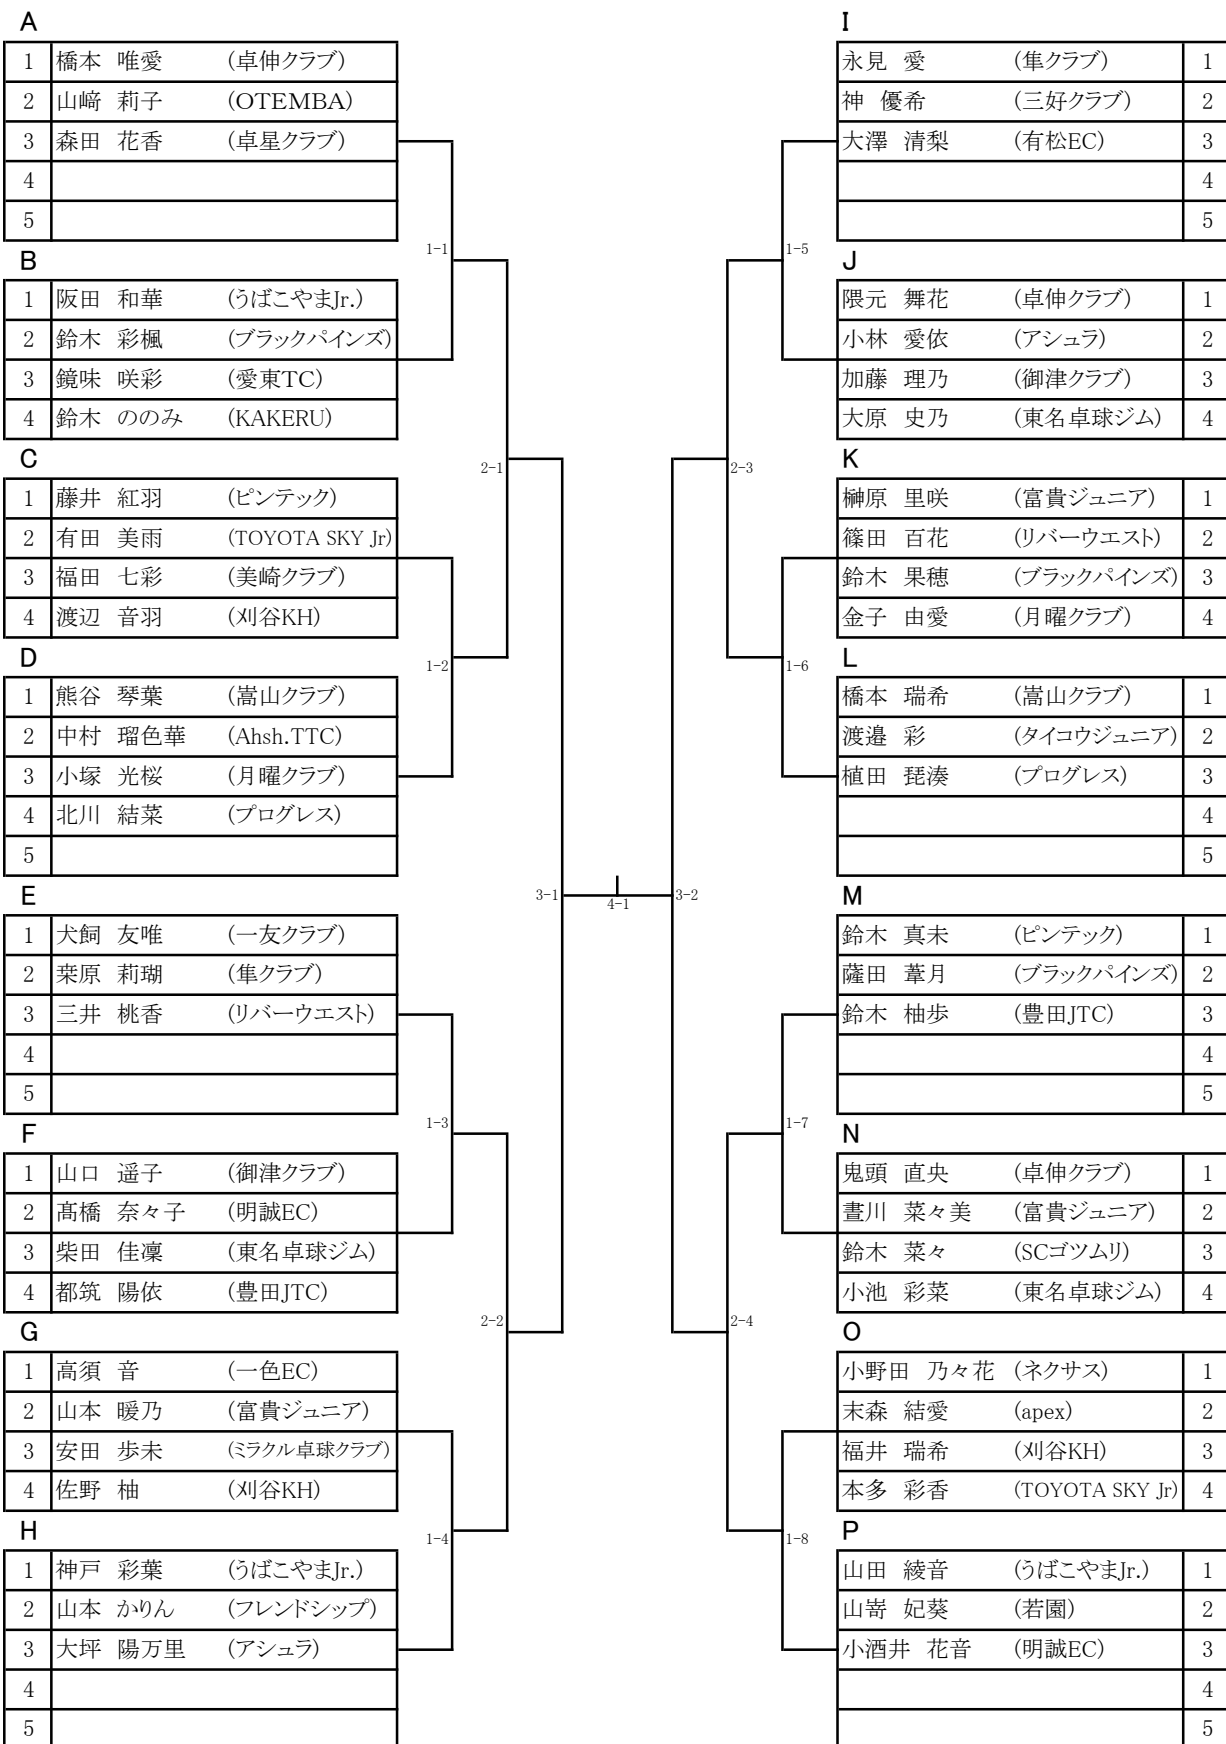 A
1 橋本 唯愛 (卓伸クラブ)
2 山﨑 莉子 (OTEMBA)
3 森田 花香 (卓星クラブ)
4
5
1-1
B
1 阪田 和華 (うばこやまJr.)
2 鈴木 彩楓 (ブラックパインズ)
3 鏡味 咲彩 (愛東TC)
4 鈴木 ののみ (KAKERU)
2-1
C
1 藤井 紅羽 (ピンテック)
2 有田 美雨 (TOYOTA SKY Jr)
3 福田 七彩 (美崎クラブ)
4 渡辺 音羽 (刈谷KH)
1-2
D
1 熊谷 琴葉 (嵩山クラブ)
2 中村 瑠色華 (Ahsh.TTC)
3 小塚 光桜 (月曜クラブ)
4 北川 結菜 (プログレス)
5
3-1
E
1 犬飼 友唯 (一友クラブ)
2 桒原 莉瑚 (隼クラブ)
3 三井 桃香 (リバーウエスト)
4
5
1-3
F
1 山口 遥子 (御津クラブ)
2 髙橋 奈々子 (明誠EC)
3 柴田 佳凜 (東名卓球ジム)
4 都筑 陽依 (豊田JTC)
2-2
G
1 高須 音 (一色EC)
2 山本 暖乃 (富貴ジュニア)
3 安田 歩未 (ミラクル卓球クラブ)
4 佐野 柚 (刈谷KH)
1-4
H
1 神戸 彩葉 (うばこやまJr.)
2 山本 かりん (フレンドシップ)
3 大坪 陽万里 (アシュラ)
4
5
4-1
I
永見 愛 (隼クラブ) 1
神 優希 (三好クラブ) 2
大澤 清梨 (有松EC) 3
4
5
1-5
J
隈元 舞花 (卓伸クラブ) 1
小林 愛依 (アシュラ) 2
加藤 理乃 (御津クラブ) 3
大原 史乃 (東名卓球ジム) 4
2-3
K
榊原 里咲 (富貴ジュニア) 1
篠田 百花 (リバーウエスト) 2
鈴木 果穂 (ブラックパインズ) 3
金子 由愛 (月曜クラブ) 4
1-6
L
橋本 瑞希 (嵩山クラブ) 1
渡邉 彩 (タイコウジュニア) 2
植田 琵湊 (プログレス) 3
4
5
3-2
M
鈴木 真未 (ピンテック) 1
薩田 葦月 (ブラックパインズ) 2
鈴木 柚歩 (豊田JTC) 3
4
5
1-7
N
鬼頭 直央 (卓伸クラブ) 1
晝川 菜々美 (富貴ジュニア) 2
鈴木 菜々 (SCゴツムリ) 3
小池 彩菜 (東名卓球ジム) 4
2-4
O
小野田 乃々花 (ネクサス) 1
末森 結愛 (apex) 2
福井 瑞希 (刈谷KH) 3
本多 彩香 (TOYOTA SKY Jr) 4
1-8
P
山田 綾音 (うばこやまJr.) 1
山嵜 妃葵 (若園) 2
小酒井 花音 (明誠EC) 3
4
5